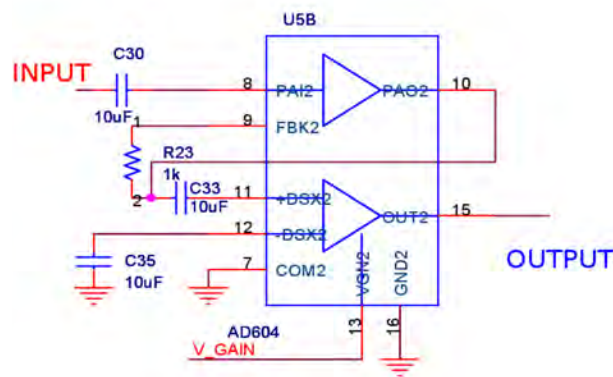 U5B
C30
INPUT
8
PAI2
PAO2
10
10uF
1
9
FBK2
R23
1k
C33
2
10uF
11
+DSX2
OUT2
15
12
-DSX2
C35
10uF
7
COM2
VGN2
GND2
OUTPUT
13
16
AD604
V_GAIN